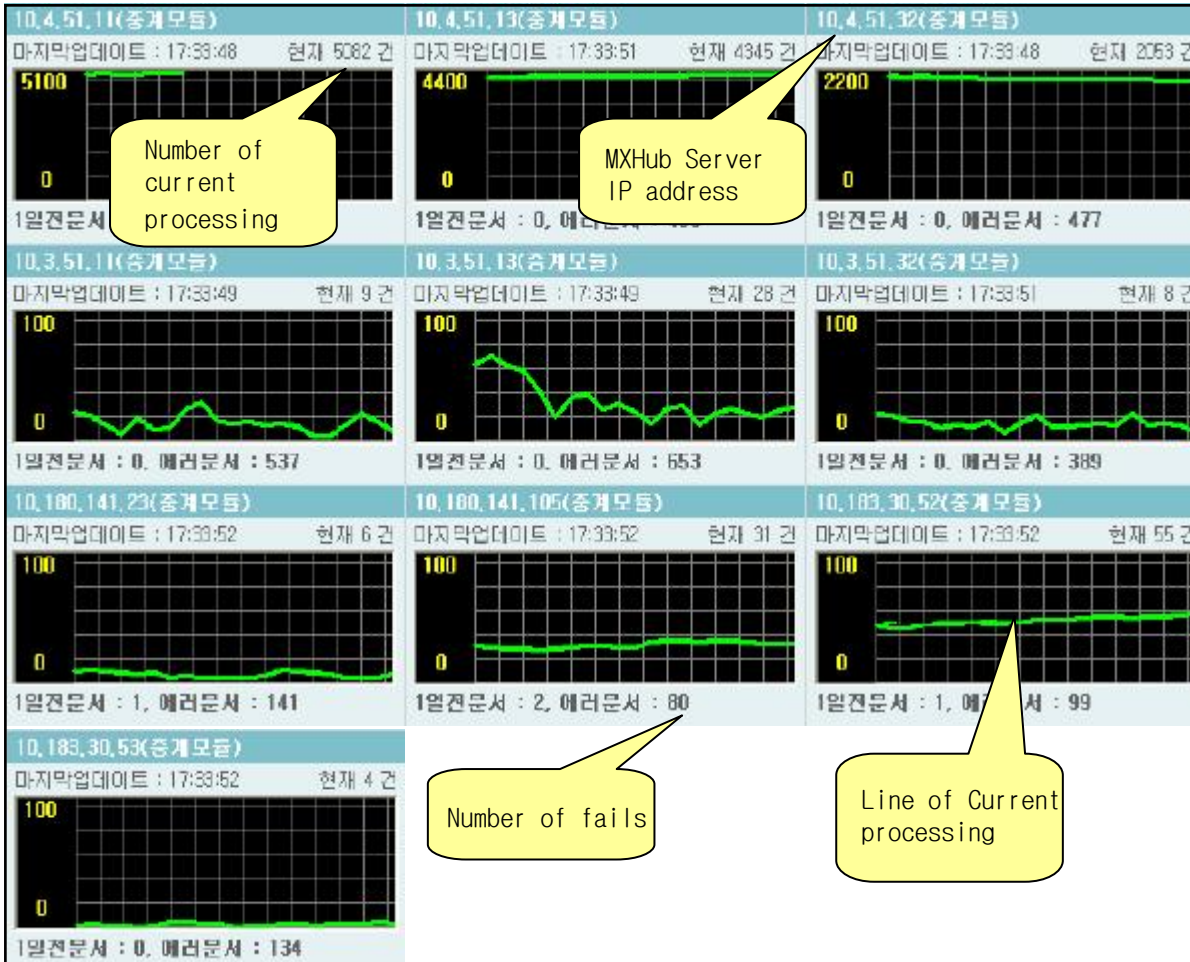 10.4.51.11(중계모듈)
마지막업데이트 : 17:33:48 현재 5082 건
5100
0
1일전문서
10.4.51.13(중계모듈)
마지막업데이트 : 17:33:51 현재 4345 건
4400
0
1일전문서 : 0, 에러문서
10.4.51.32(중계모듈)
마지막업데이트 : 17:33:48 현재 2053 건
2200
0
1일전문서 : 0, 에러문서 : 477
Number of
current
processing
MXHub Server
IP address
10.3.51.11(중계모듈)
마지막업데이트 : 17:33:49 현재 9 건
100
0
1일전문서 : 0, 에러문서 : 537
10.3.51.13(중계모듈)
마지막업데이트 : 17:33:49 현재 28 건
100
0
1일전문서 : 0, 에러문서 : 653
10.3.51.32(중계모듈)
마지막업데이트 : 17:33:51 현재 8 건
100
0
1일전문서 : 0, 에러문서 : 389
10.180.141.23(중계모듈)
마지막업데이트 : 17:33:52 현재 6 건
100
0
1일전문서 : 1, 에러문서 : 141
10.180.141.105(중계모듈)
마지막업데이트 : 17:33:52 현재 31 건
100
0
1일전문서 : 2, 에러문서 : 80
10.183.30.52(중계모듈)
마지막업데이트 : 17:33:52 현재 55 건
100
0
1일전문서 : 1, : 99
10.183.30.53(중계모듈)
마지막업데이트 : 17:33:52 현재 4 건
100
0
1일전문서 : 0, 에러문서 : 134
Number of fails
Line of Current
processing